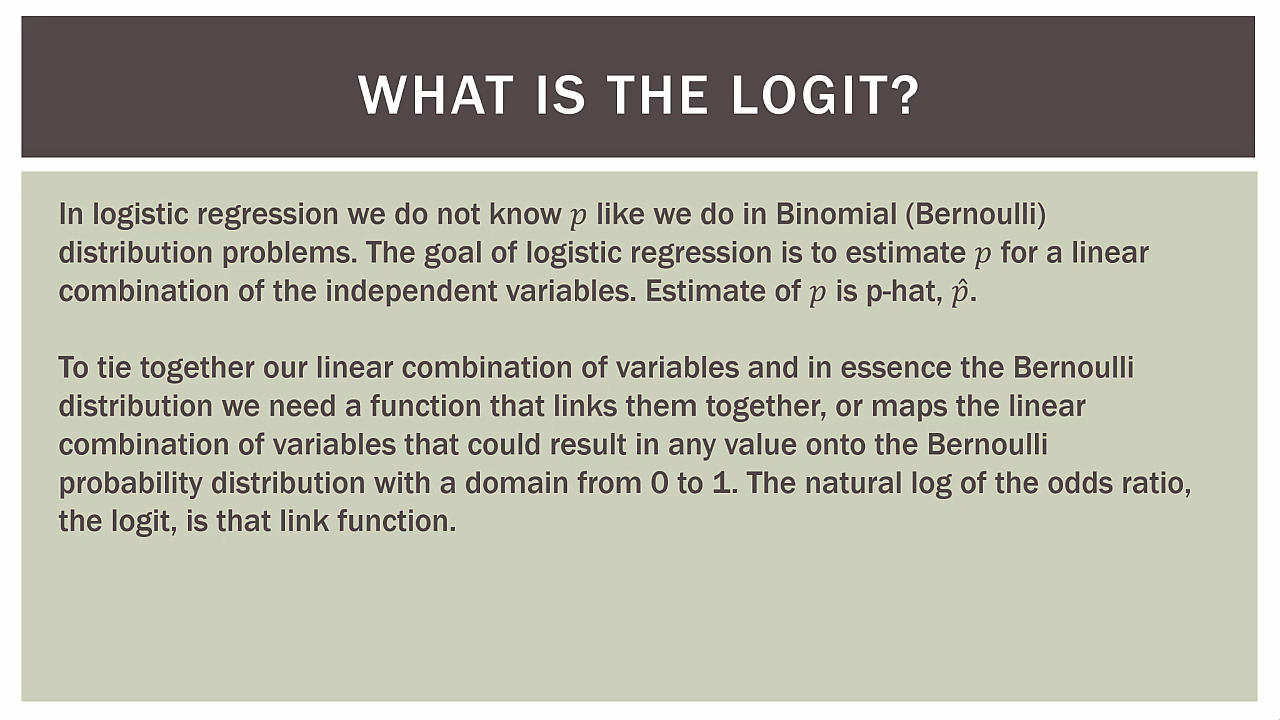 WHAT IS THE LOGIT?
In logistic regression we do not know p like we do in Binomial (Bernoulli)
distribution problems. The goal of logistic regression is to estimate p for a linear
combination of the independent variables. Estimate of p is p-hat, p̂.
To tie together our linear combination of variables and in essence the Bernoulli
distribution we need a function that links them together, or maps the linear
combination of variables that could result in any value onto the Bernoulli
probability distribution with a domain from 0 to 1. The natural log of the odds ratio,
the logit, is that link function.